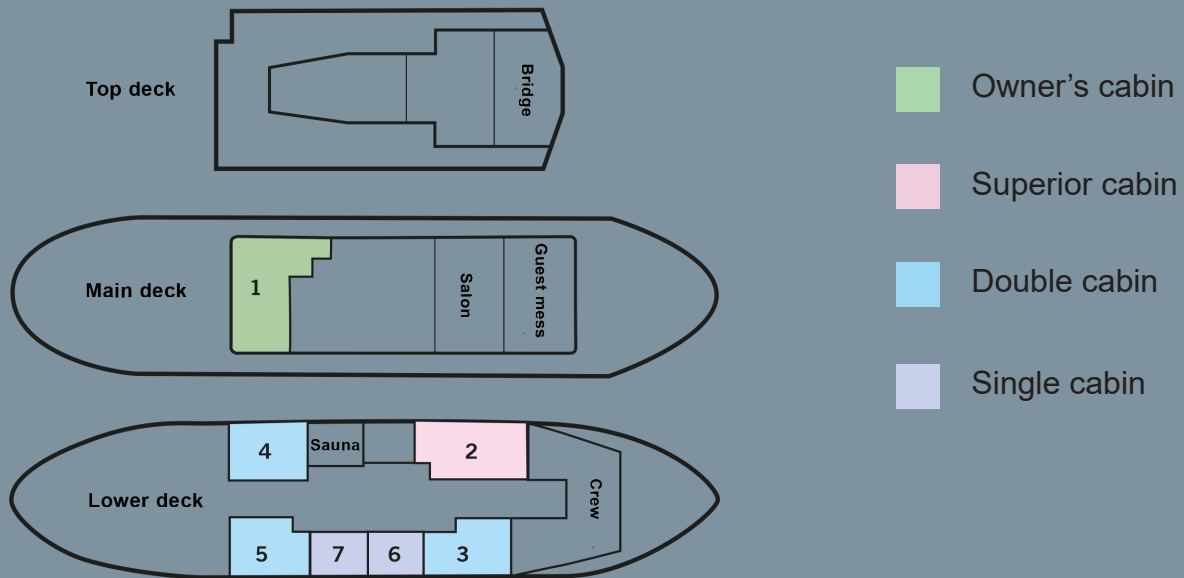 Top deck
Bridge
Owner's cabin
Superior cabin
Main deck
1
Salon
Guest mess
Double cabin
Single cabin
Lower deck
4
Sauna
2
Crew
5
7
6
3